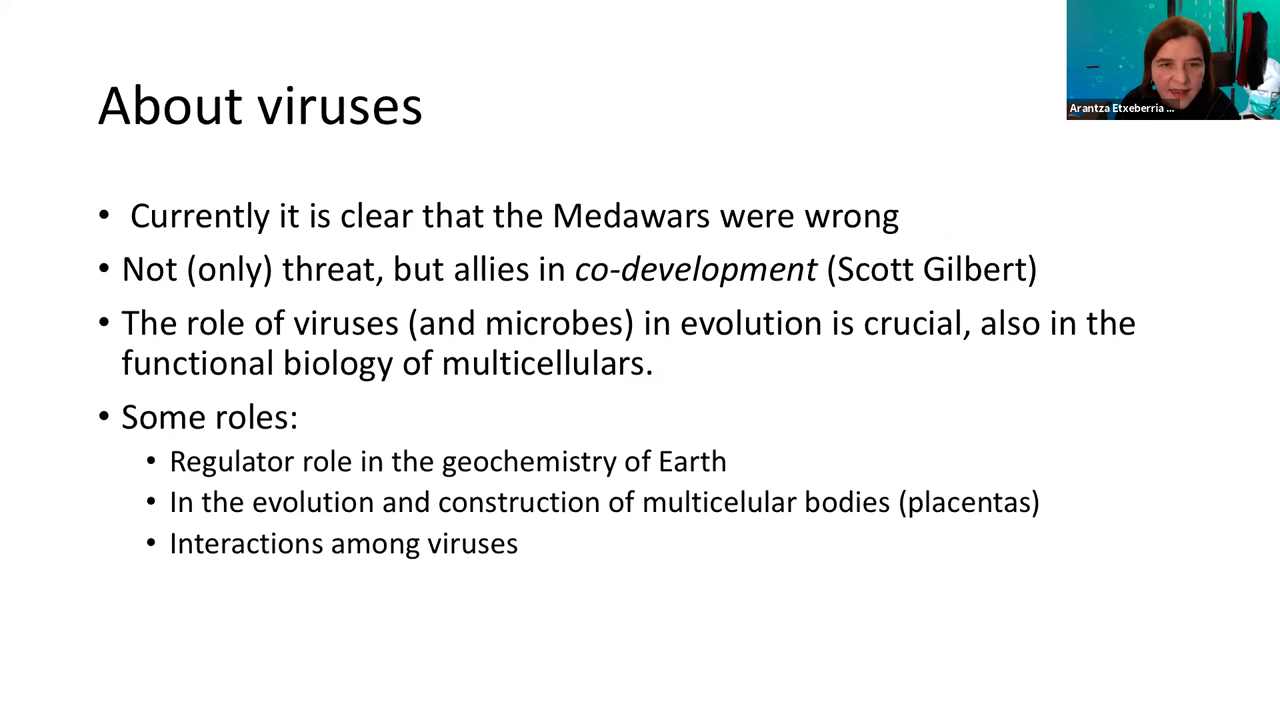 About viruses
Arantza Etxeberria ...
• Currently it is clear that the Medawars were wrong
• Not (only) threat, but allies in co-development (Scott Gilbert)
• The role of viruses (and microbes) in evolution is crucial, also in the
functional biology of multicellulars.
• Some roles:
• Regulator role in the geochemistry of Earth
• In the evolution and construction of multicelular bodies (placentas)
• Interactions among viruses